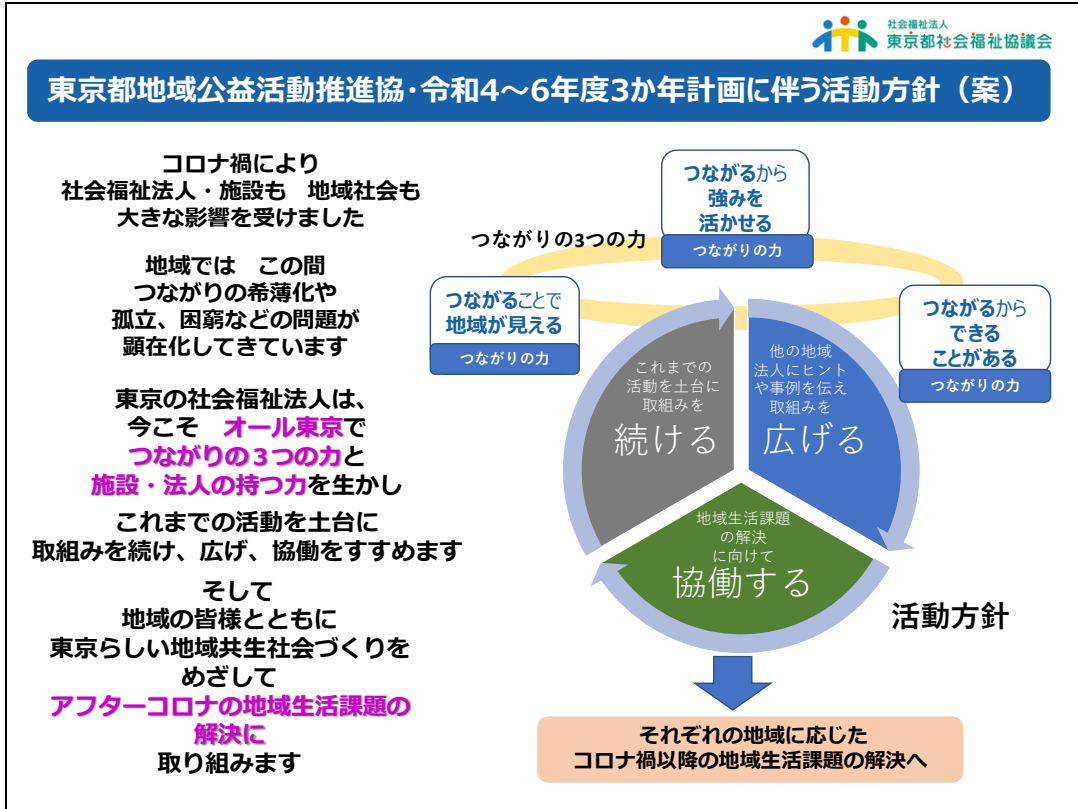 社会福祉法人
東京都社会福祉協議会
東京都地域公益活動推進協・令和4～6年度3か年計画に伴う活動方針（案）
コロナ禍により
社会福祉法人・施設も　地域社会も
大きな影響を受けました
地域では　この間
つながりの希薄化や
孤立、困窮などの問題が
顕在化してきています
東京の社会福祉法人は、
今こそ　オール東京で
つながりの３つの力と
施設・法人の持つ力を生かし
これまでの活動を土台に
取組みを続け、広げ、協働をすすめます
そして
地域の皆様とともに
東京らしい地域共生社会づくりを
めざして
アフターコロナの地域生活課題の
解決に
取り組みます
つながりの3つの力
つながるから
強みを
活かせる
つながりの力
つながることで
地域が見える
つながりの力
つながるから
できる
ことがある
つながりの力
これまでの
活動を土台に
取組みを
続ける
他の地域
法人にヒント
や事例を伝え
取組みを
広げる
地域生活課題
の解決
に向けて
協働する
活動方針
それぞれの地域に応じた
コロナ禍以降の地域生活課題の解決へ